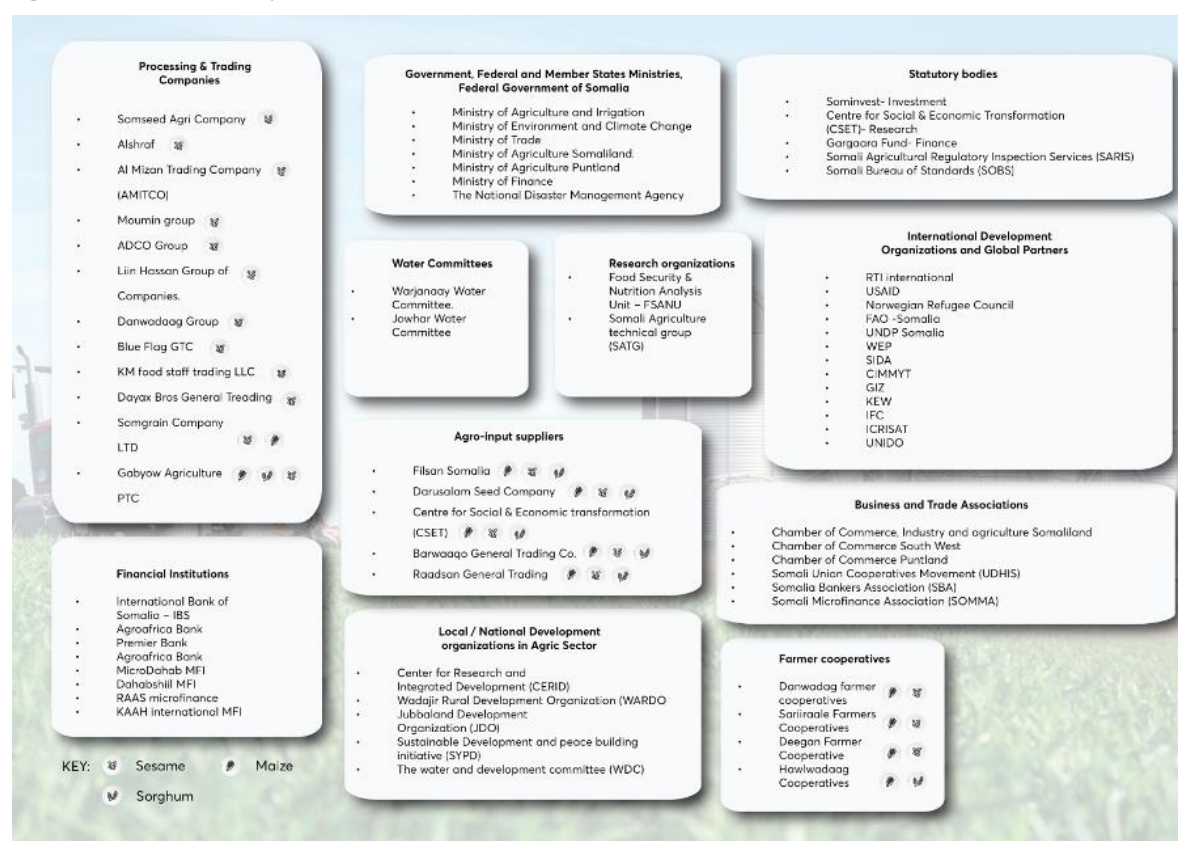 Processing & Trading
Companies
Somseed Agri Company
Alshraf
Al Mizan Trading Company
(AMITCO)
Moumin group
ADCO Group
Liin Hassan Group of
Companies.
Danwadaag Group
Blue Flag GTC
KM food staff trading LLC
Dayax Bros General Treading
Somgrain Company
LTD
Gabyow Agriculture
PTC
Financial Institutions
International Bank of
Somalia – IBS
Agroafrica Bank
Premier Bank
Agroafrica Bank
MicroDahab MFI
Dahabshiil MFI
RAAS microfinance
KAAH international MFI
KEY:
Sesame
Maize
Sorghum
Government, Federal and Member States Ministries,
Federal Government of Somalia
Ministry of Agriculture and Irrigation
Ministry of Environment and Climate Change
Ministry of Trade
Ministry of Agriculture Somaliland.
Ministry of Agriculture Puntland
Ministry of Finance
The National Disaster Management Agency
Water Committees
Warjanaay Water
Committee.
Jowhar Water
Committee
Research organizations
Food Security &
Nutrition Analysis
Unit – FSANU
Somali Agriculture
technical group
(SATG)
Agro-input suppliers
Filsan Somalia
Darusalam Seed Company
Centre for Social & Economic transformation
(CSET)
Barwaaqo General Trading Co.
Raadsan General Trading
Local / National Development
organizations in Agric Sector
Center for Research and
Integrated Development (CERID)
Wadajir Rural Development Organization (WARDO
Jubbaland Development
Organization (JDO)
Sustainable Development and peace building
initiative (SYPD)
The water and development committee (WDC)
Statutory bodies
Sominvest- Investment
Centre for Social & Economic Transformation
(CSET)- Research
Gargaara Fund- Finance
Somali Agricultural Regulatory Inspection Services (SARIS)
Somali Bureau of Standards (SOBS)
International Development
Organizations and Global Partners
RTI international
USAID
Norwegian Refugee Council
FAO -Somalia
UNDP Somalia
WEP
SIDA
CIMMYT
GIZ
KEW
IFC
ICRISAT
UNIDO
Business and Trade Associations
Chamber of Commerce, Industry and agriculture Somaliland
Chamber of Commerce South West
Chamber of Commerce Puntland
Somali Union Cooperatives Movement (UDHIS)
Somalia Bankers Association (SBA)
Somali Microfinance Association (SOMMA)
Farmer cooperatives
Danwadag farmer
cooperatives
Sariiraale Farmers
Cooperatives
Deegan Farmer
Cooperative
Hawlwadaag
Cooperatives